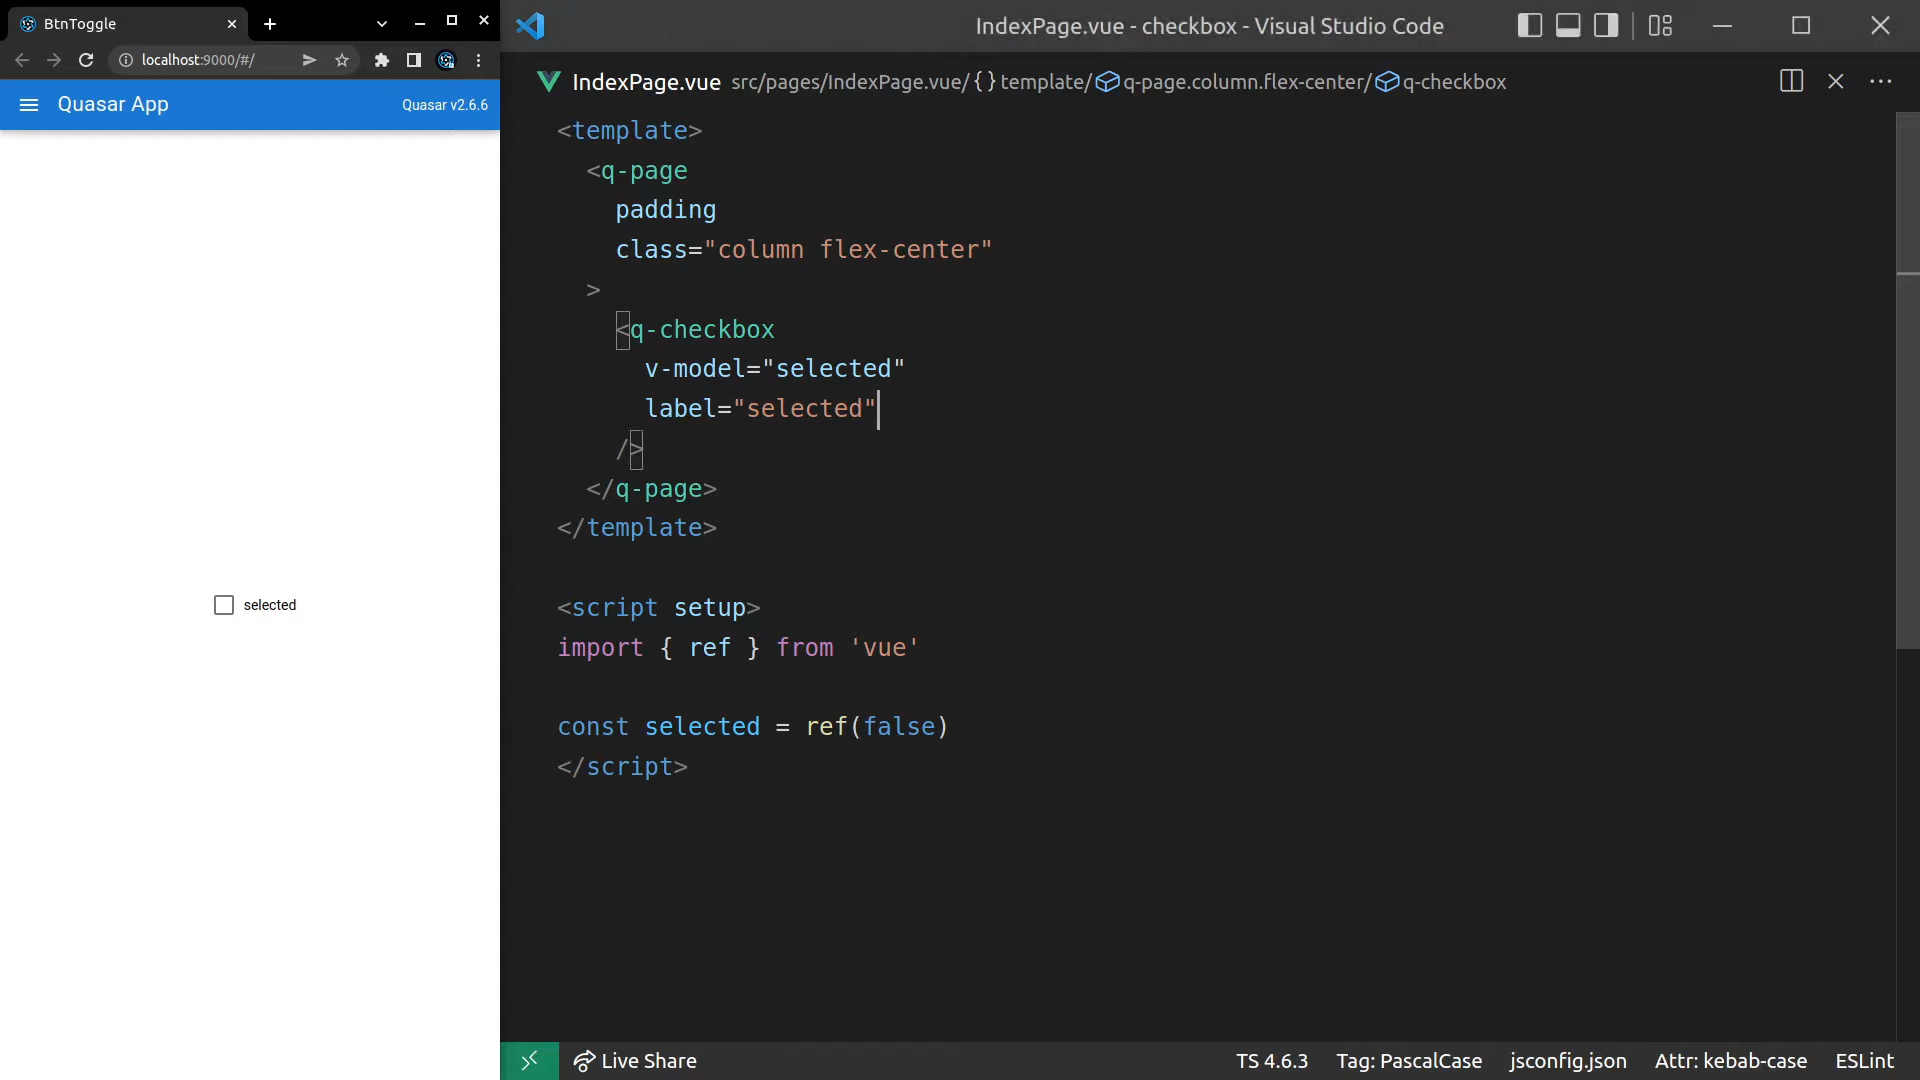 BtnToggle
localhost:9000/#/
Quasar App
Quasar v2.6.6
selected
IndexPage.vue - checkbox - Visual Studio Code
IndexPage.vue src/pages/IndexPage.vue/{} template/ q-page.column.flex-center/ q-checkbox
<template>
  <q-page
    padding
    class="column flex-center"
  >
    <q-checkbox
      v-model="selected"
      label="selected"
    />
  </q-page>
</template>
<script setup>
import { ref } from 'vue'
const selected = ref(false)
</script>
Live Share
TS 4.6.3
Tag: PascalCase
jsconfig.json
Attr: kebab-case
ESLint